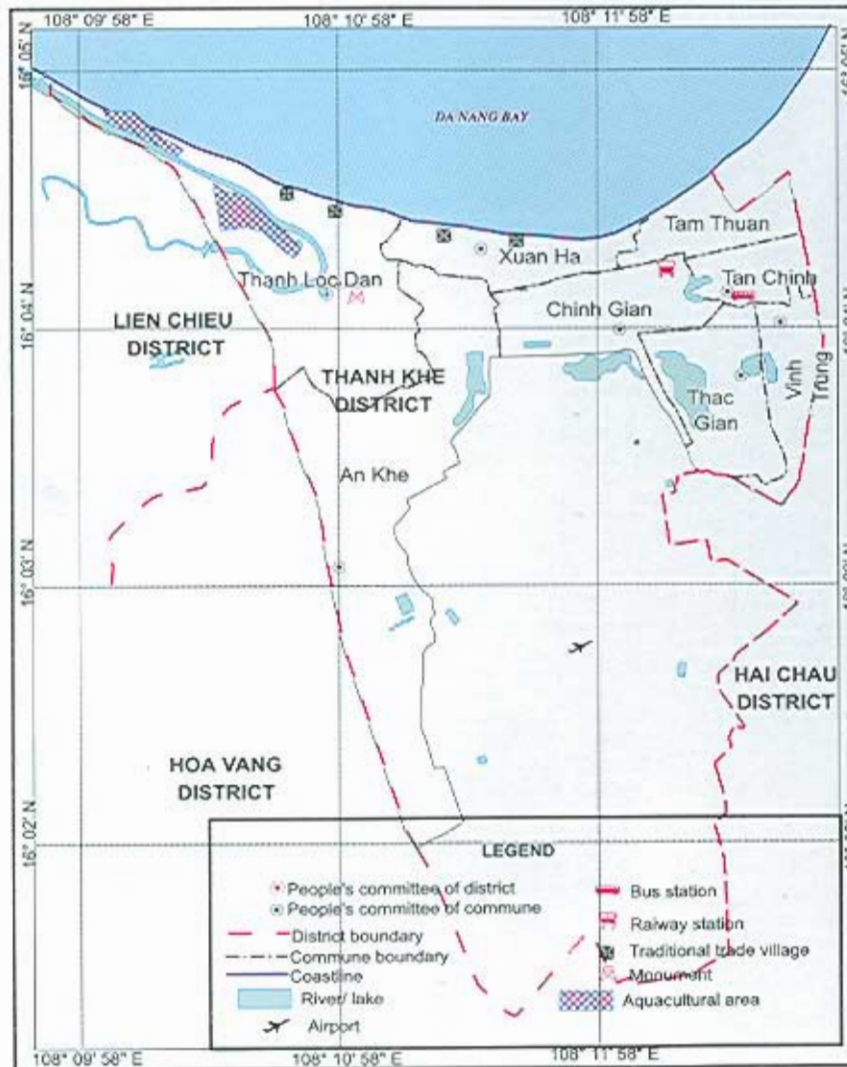 108° 09' 58" E
108° 10' 58" E
108° 11' 58" E
16° 05' N
DA NANG BAY
Tam Thuan
Xuan Ha
Thanh Loc Dan
Tan Chinh
Chinh Gian
16° 04' N
LIEN CHIEU
DISTRICT
THANH KHE
DISTRICT
Thac
Gian
Vinh
Trung
An Khe
16° 03' N
HAI CHAU
DISTRICT
HOA VANG
DISTRICT
16° 02' N
LEGEND
People's committee of district
People's committee of commune
District boundary
Commune boundary
Coastline
River/ lake
Airport
Bus station
Raiway station
Traditional trade village
Monument
Aquacultural area
108° 09' 58" E
108° 10' 58" E
108° 11' 58" E